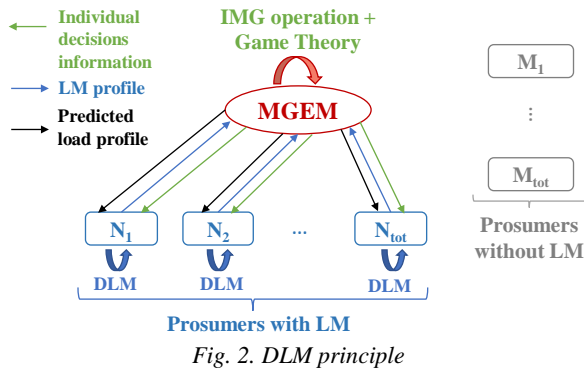 Individual
decisions
information
LM profile
Predicted
load profile
IMG operation +
Game Theory
MGEM
N1
N2
...
Ntot
DLM
DLM
DLM
Prosumers with LM
M1
⋮
Mtot
Prosumers
without LM
Fig. 2. DLM principle